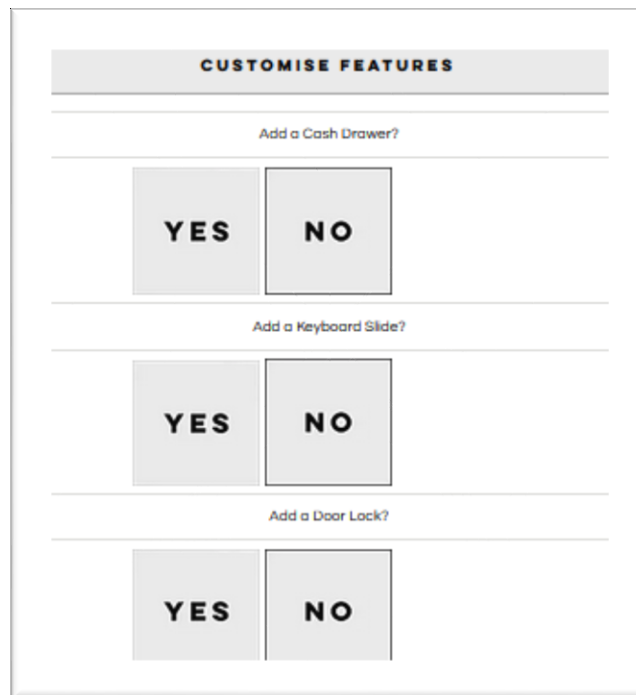 CUSTOMISE FEATURES
Add a Cash Drawer?
YES NO
Add a Keyboard Slide?
YES NO
Add a Door Lock?
YES NO